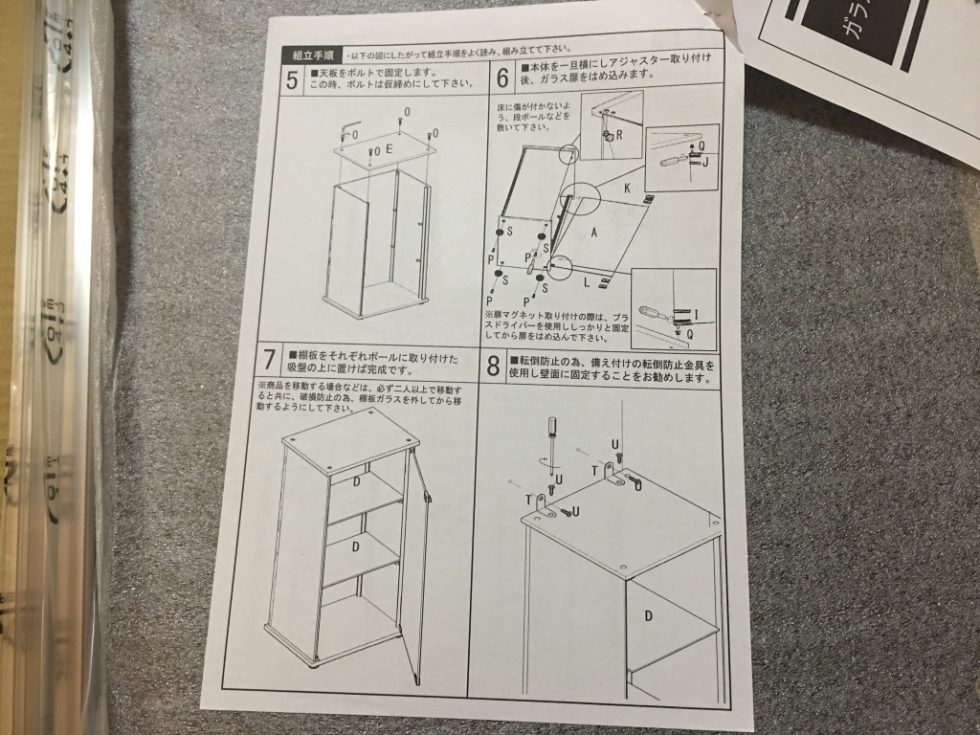 組立手順 ・以下の図にしたがって組立手順をよく読み、組み立てて下さい。
5 ■天板をボルトで固定します。
この時、ボルトは仮締めにして下さい。
O
O
O
O
E
6 ■本体を一旦横にしアジャスター取り付け
後、ガラス扉をはめ込みます。
床に傷が付かないよ
う、段ボールなどを
敷いて下さい。
R
Q
J
K
A
S
S
P
P
S
S
P
P
L
I
Q
※扉マグネット取り付けの際は、プラ
スドライバーを使用ししっかりと固定
してから扉をはめ込んで下さい。
7 ■棚板をそれぞれポールに取り付けた
吸盤の上に置けば完成です。
※商品を移動する場合などは、必ず二人以上で移動す
ると共に、破損防止の為、棚板ガラスを外してから移
動するようにして下さい。
D
D
8 ■転倒防止の為、備え付けの転倒防止金具を
使用し壁面に固定することをお勧めします。
U
T
U
U
T
U
D
ガラ